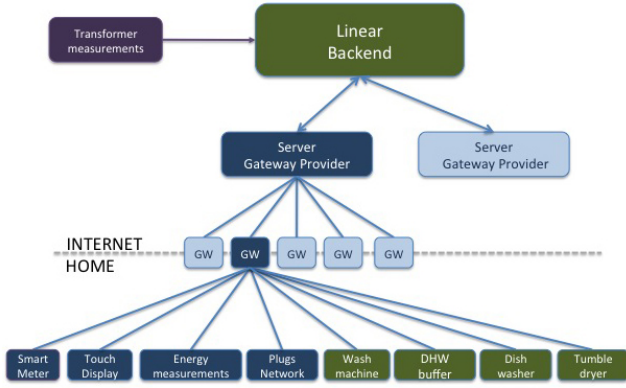 Transformer
measurements
Linear
Backend
Server
Gateway Provider
Server
Gateway Provider
INTERNET
HOME
GW
GW
GW
GW
GW
Smart
Meter
Touch
Display
Energy
measurements
Plugs
Network
Wash
machine
DHW
buffer
Dish
washer
Tumble
dryer